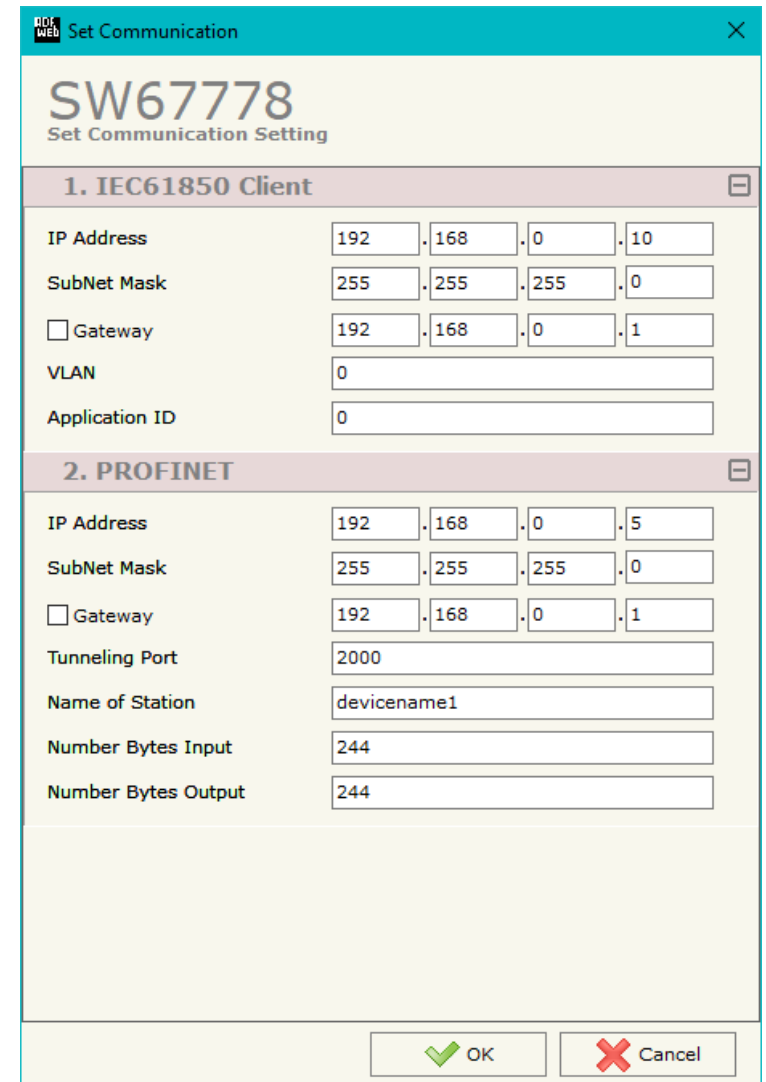 ADF WEB Set Communication
SW67778
Set Communication Setting
1. IEC61850 Client
IP Address 192 . 168 . 0 . 10
SubNet Mask 255 . 255 . 255 . 0
Gateway 192 . 168 . 0 . 1
VLAN 0
Application ID 0
2. PROFINET
IP Address 192 . 168 . 0 . 5
SubNet Mask 255 . 255 . 255 . 0
Gateway 192 . 168 . 0 . 1
Tunneling Port 2000
Name of Station devicename1
Number Bytes Input 244
Number Bytes Output 244
OK Cancel